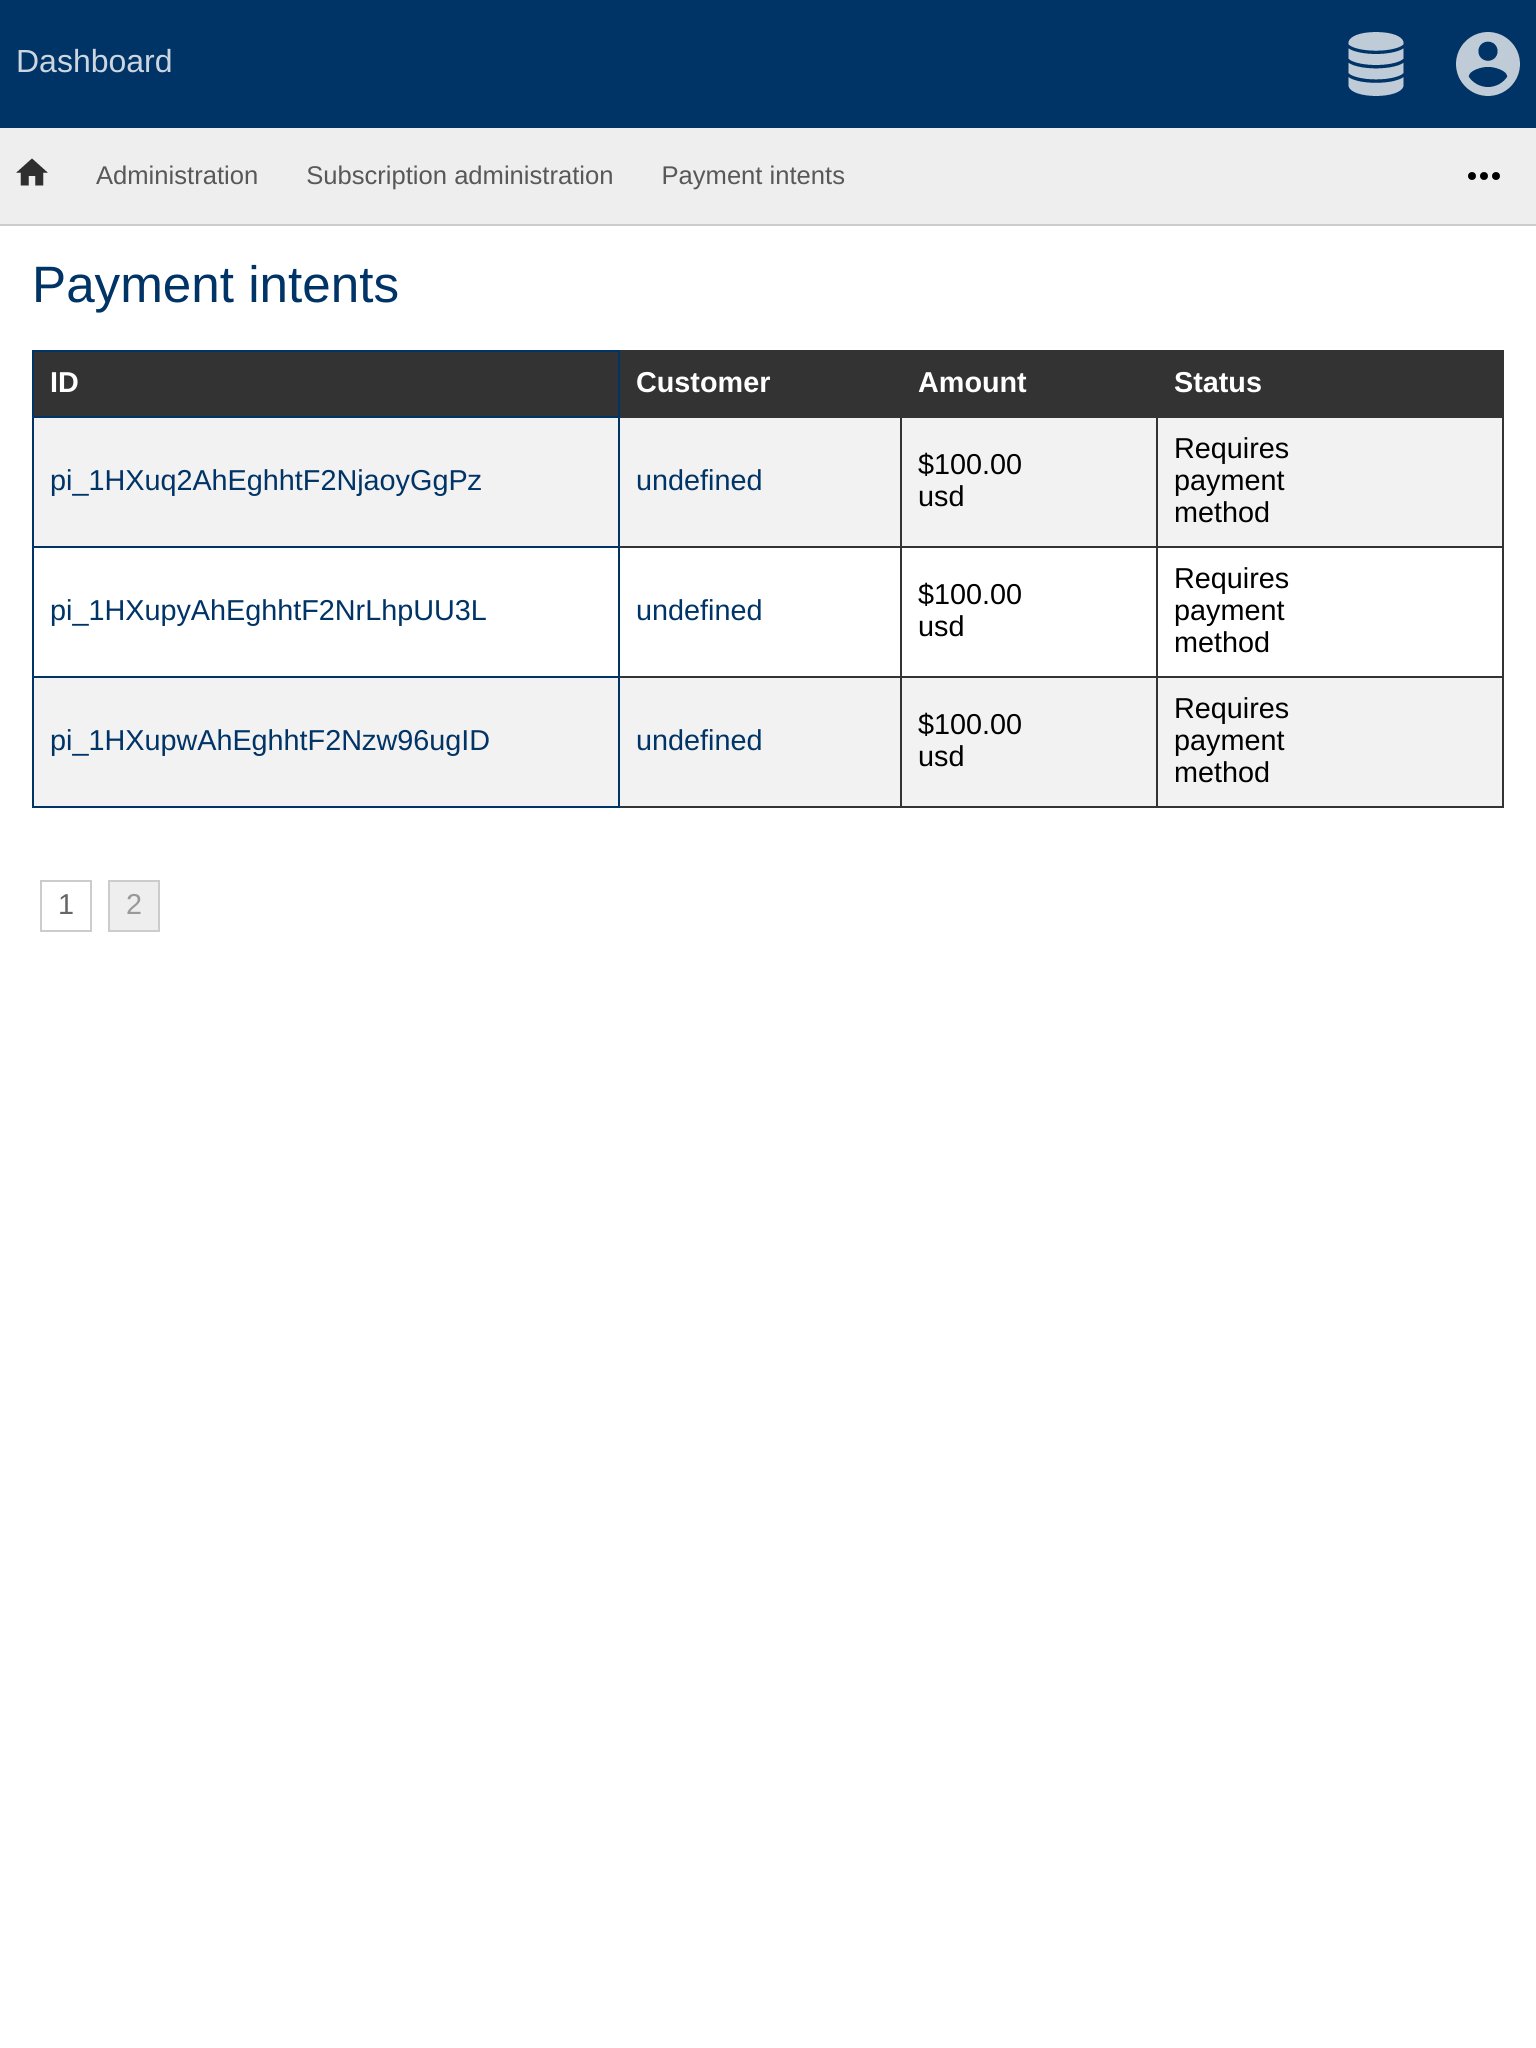 Dashboard
Administration Subscription administration Payment intents
Payment intents
ID Customer Amount Status
pi_1HXuq2AhEghhtF2NjaoyGgPz undefined $100.00 usd Requires payment method
pi_1HXupyAhEghhtF2NrLhpUU3L undefined $100.00 usd Requires payment method
pi_1HXupwAhEghhtF2Nzw96ugID undefined $100.00 usd Requires payment method
1 2